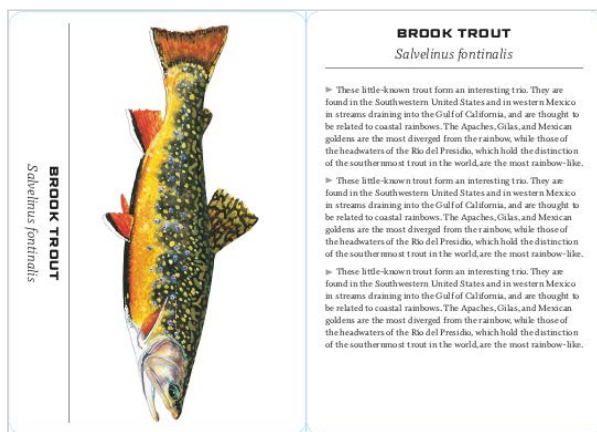 BROOK TROUT
Salvelinus fontinalis
BROOK TROUT
Salvelinus fontinalis
► These little-known trout form an interesting trio. They are
found in the Southwestern United States and in western Mexico
in streams draining into the Gulf of California, and are thought to
be related to coastal rainbows. The Apaches, Gilas, and Mexican
goldens are the most diverged from the rainbow, while those of
the headwaters of the Rio del Presidio, which hold the distinction
of the southernmost trout in the world, are the most rainbow-like.
► These little-known trout form an interesting trio. They are
found in the Southwestern United States and in western Mexico
in streams draining into the Gulf of California, and are thought to
be related to coastal rainbows. The Apaches, Gilas, and Mexican
goldens are the most diverged from the rainbow, while those of
the headwaters of the Rio del Presidio, which hold the distinction
of the southernmost trout in the world, are the most rainbow-like.
► These little-known trout form an interesting trio. They are
found in the Southwestern United States and in western Mexico
in streams draining into the Gulf of California, and are thought to
be related to coastal rainbows. The Apaches, Gilas, and Mexican
goldens are the most diverged from the rainbow, while those of
the headwaters of the Rio del Presidio, which hold the distinction
of the southernmost trout in the world, are the most rainbow-like.